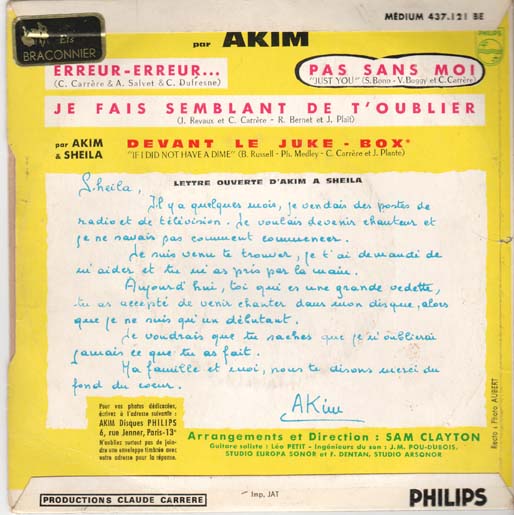 MÉDIUM 437.121 BE
Ets
BRACONNIER
par AKIM
PHILIPS
ERREUR-ERREUR...
(C. Carrère & A. Salvet & C. Dufresne)
PAS SANS MOI
"JUST YOU" (S. Bono - V. Buggy et C. Carrère)
JE FAIS SEMBLANT DE T'OUBLIER
(J. Revaux et C. Carrère - R. Bernet et J. Plait)
par AKIM
& SHEILA
DEVANT LE JUKE-BOX*
"IF I DID NOT HAVE A DIME" (B. Russell - Ph. Medley - C. Carrère et J. Plante)
LETTRE OUVERTE D'AKIM A SHEILA
Sheila,
Il y a quelques mois, je vendais des postes de
radio et de télévision. Je voulais devenir chanteur et
je ne savais pas comment commencer.
Je suis venu te trouver, je t'ai demandé de
m'aider et tu m'as pris par la main.
Aujourd'hui, toi qui es une grande vedette,
tu as accepté de venir chanter dans mon disque, alors
que je ne suis qu'un débutant.
Je voudrais que tu saches que je n'oublierai
jamais ce que tu as fait.
Ma famille et moi, nous te disons merci du
fond du coeur.
AKim
Pour vos photos dédicacées,
écrivez à l'adresse suivante :
AKIM Disques PHILIPS
6, rue Jenner, Paris-13e
N'oubliez surtout pas de join-
dre une enveloppe timbrée avec
votre adresse pour la réponse.
Arrangements et Direction : SAM CLAYTON
Guitare soliste : Léo PETIT - Ingénieurs du son : J.M. POU-DUBOIS,
STUDIO EUROPA SONOR et F. DENTAN, STUDIO ARSONOR
Recto : Photo AUBERT
PRODUCTIONS CLAUDE CARRERE
Imp. JAT
PHILIPS